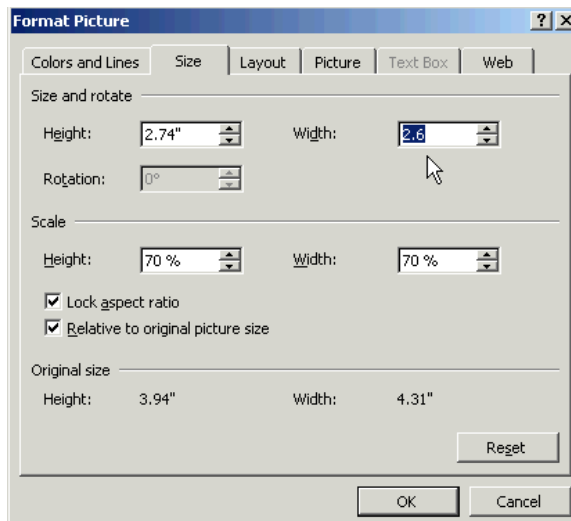 Format Picture ? X
Colors and Lines Size Layout Picture Text Box Web
Size and rotate
Height: 2.74" Width: 2.6
Rotation: 0°
Scale
Height: 70 % Width: 70 %
Lock aspect ratio
Relative to original picture size
Original size
Height: 3.94" Width: 4.31"
Reset
OK Cancel